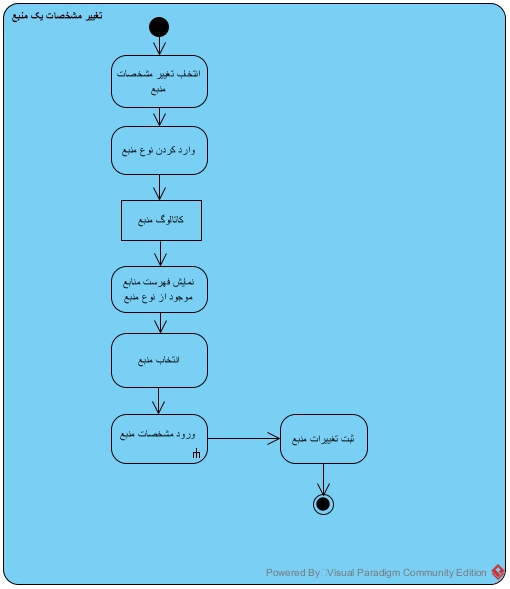 تغییر مشخصات یک منبع
انتخاب تغییر مشخصات
منبع
وارد کردن نوع منبع
کاتالوگ منبع
نمایش فهرست منابع
موجود از نوع منبع
انتخاب منبع
ورود مشخصات منبع
ثبت تغییرات منبع
Powered By Visual Paradigm Community Edition